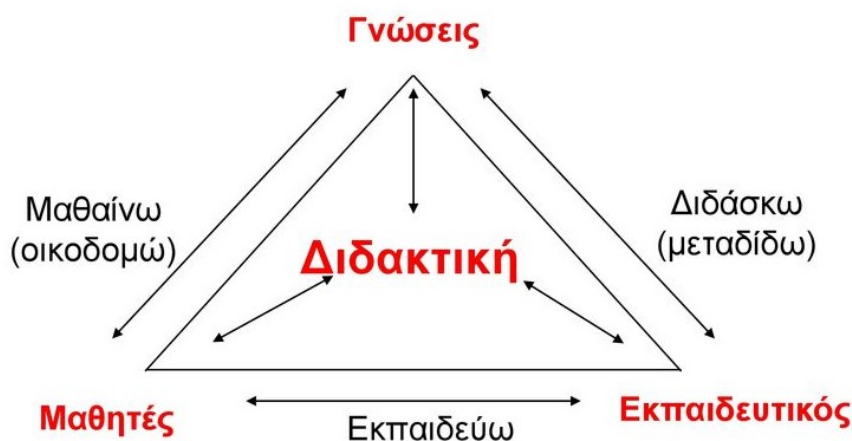 Γνώσεις
Μαθαίνω
(οικοδομώ)
Διδάσκω
(μεταδίδω)
Διδακτική
Μαθητές
Εκπαιδεύω
Εκπαιδευτικός